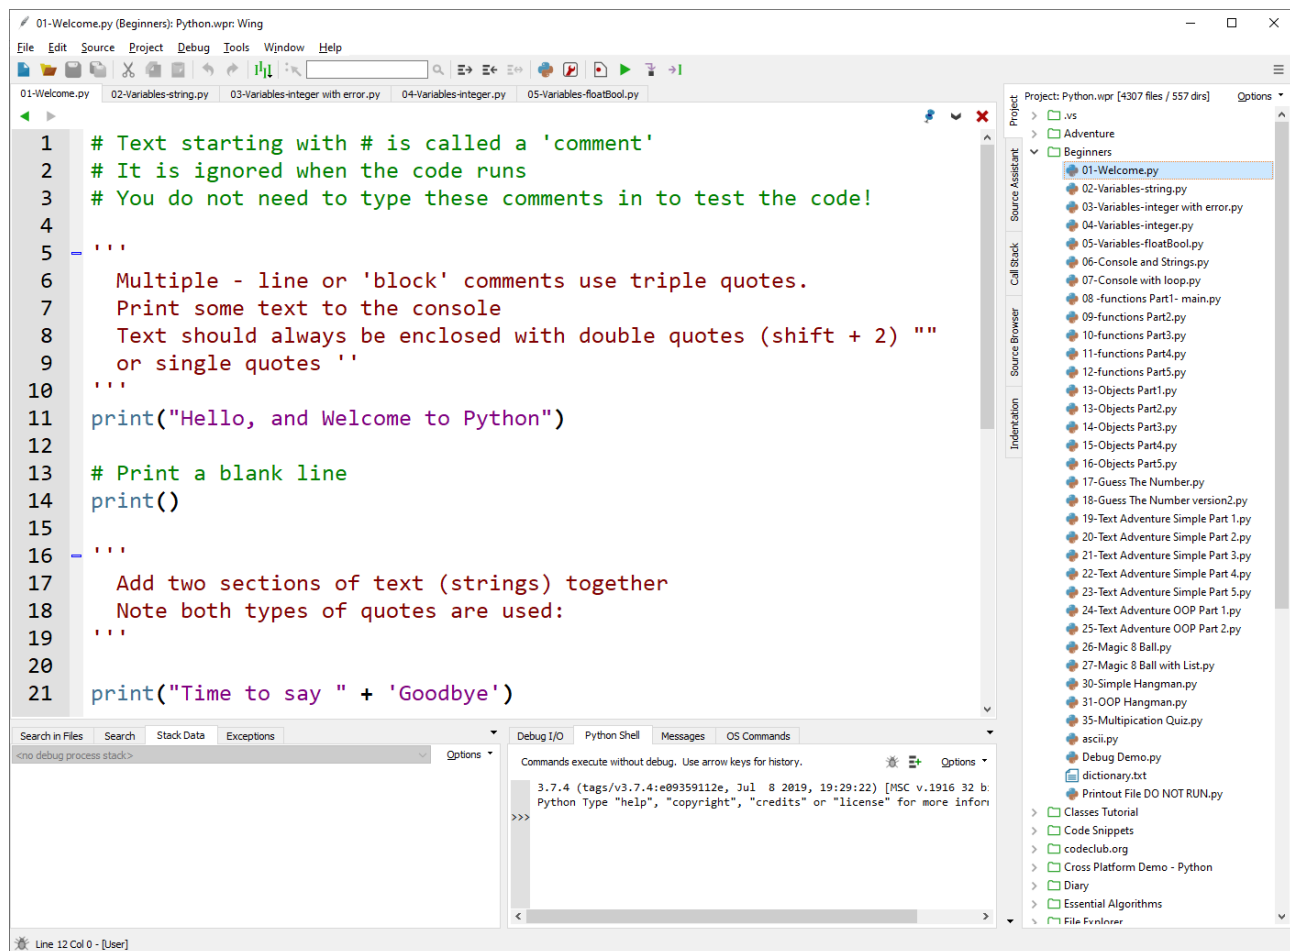 01-Welcome.py (Beginners): Python.wpr: Wing
File Edit Source Project Debug Tools Window Help
01-Welcome.py 02-Variables-string.py 03-Variables-integer with error.py 04-Variables-integer.py 05-Variables-floatBool.py
1 # Text starting with # is called a 'comment'
2 # It is ignored when the code runs
3 # You do not need to type these comments in to test the code!
4
5 '''
6 Multiple - line or 'block' comments use triple quotes.
7 Print some text to the console
8 Text should always be enclosed with double quotes (shift + 2) ""
9 or single quotes ''
10 '''
11 print("Hello, and Welcome to Python")
12
13 # Print a blank line
14 print()
15
16 '''
17 Add two sections of text (strings) together
18 Note both types of quotes are used:
19 '''
20
21 print("Time to say " + 'Goodbye')
Project
Source Assistant
Call Stack
Source Browser
Indentation
Project: Python.wpr [4307 files / 557 dirs] Options
.vs
Adventure
Beginners
01-Welcome.py
02-Variables-string.py
03-Variables-integer with error.py
04-Variables-integer.py
05-Variables-floatBool.py
06-Console and Strings.py
07-Console with loop.py
08 -functions Part1- main.py
09-functions Part2.py
10-functions Part3.py
11-functions Part4.py
12-functions Part5.py
13-Objects Part1.py
13-Objects Part2.py
14-Objects Part3.py
15-Objects Part4.py
16-Objects Part5.py
17-Guess The Number.py
18-Guess The Number version2.py
19-Text Adventure Simple Part 1.py
20-Text Adventure Simple Part 2.py
21-Text Adventure Simple Part 3.py
22-Text Adventure Simple Part 4.py
23-Text Adventure Simple Part 5.py
24-Text Adventure OOP Part 1.py
25-Text Adventure OOP Part 2.py
26-Magic 8 Ball.py
27-Magic 8 Ball with List.py
30-Simple Hangman.py
31-OOP Hangman.py
35-Multipication Quiz.py
ascii.py
Debug Demo.py
dictionary.txt
Printout File DO NOT RUN.py
Classes Tutorial
Code Snippets
codeclub.org
Cross Platform Demo - Python
Diary
Essential Algorithms
File Explorer
Search in Files Search Stack Data Exceptions
<no debug process stack> Options
Debug I/O Python Shell Messages OS Commands
Commands execute without debug. Use arrow keys for history. Options
3.7.4 (tags/v3.7.4:e09359112e, Jul 8 2019, 19:29:22) [MSC v.1916 32 b
Python Type "help", "copyright", "credits" or "license" for more infor
>>>
Line 12 Col 0 - [User]